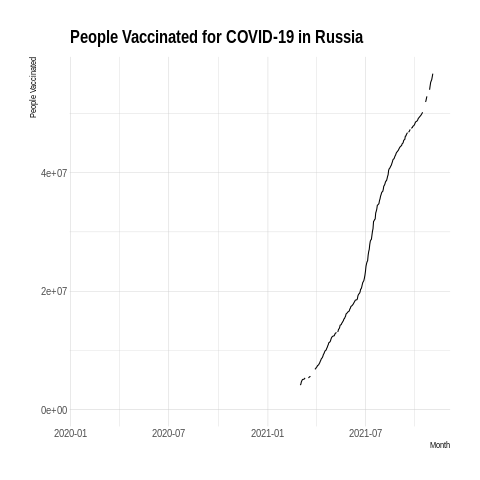 People Vaccinated for COVID-19 in Russia
People Vaccinated
4e+07
2e+07
0e+00
2020-01 2020-07 2021-01 2021-07
Month